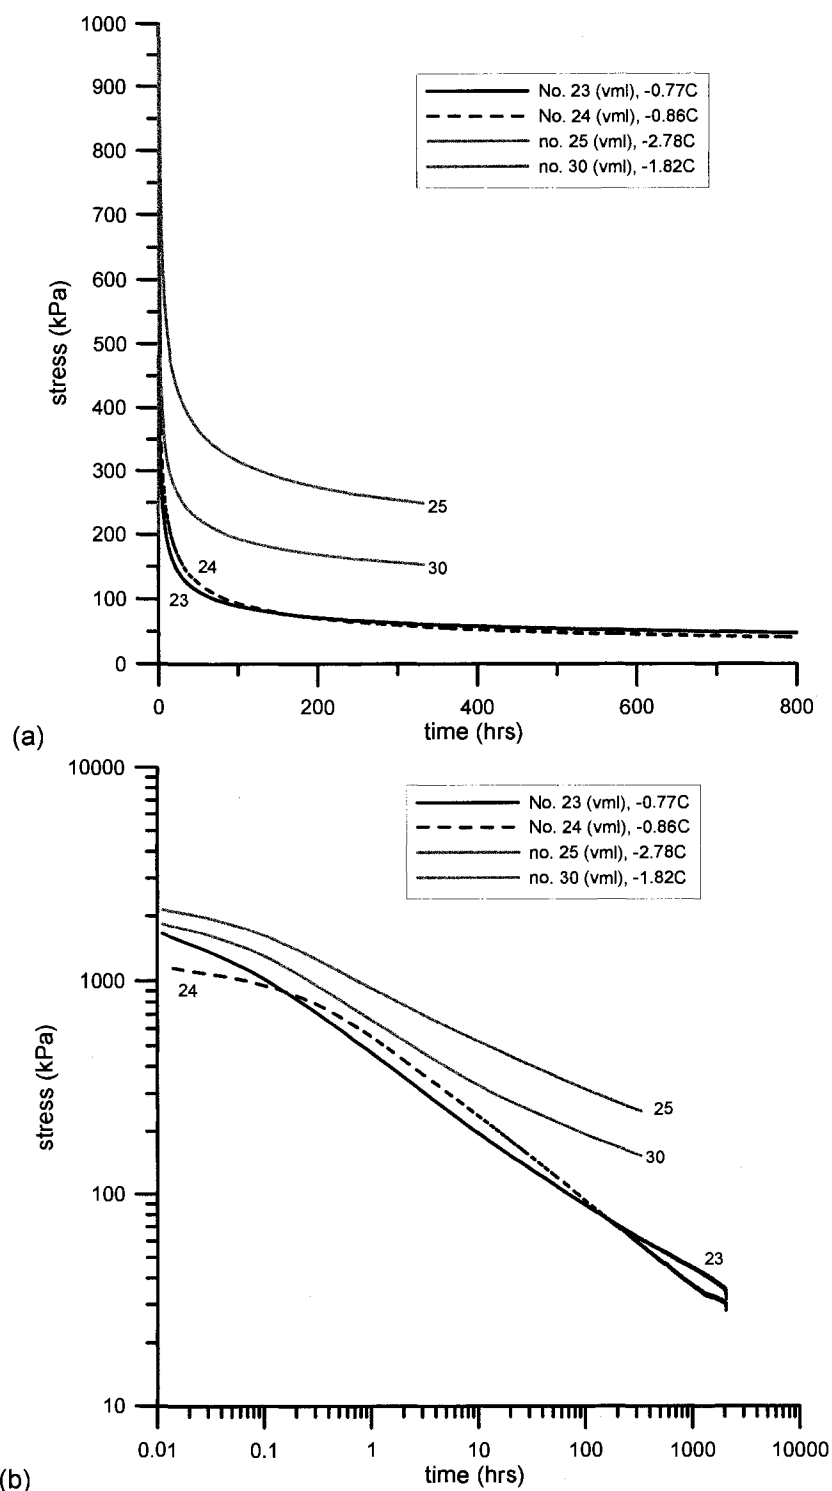 1000
900
800
700
600
500
400
300
200
100
0
stress (kPa)
No. 23 (vml), -0.77C
No. 24 (vml), -0.86C
no. 25 (vml), -2.78C
no. 30 (vml), -1.82C
25
30
24
23
0
200
400
600
800
time (hrs)
(a)
10000
1000
100
10
stress (kPa)
No. 23 (vml), -0.77C
No. 24 (vml), -0.86C
no. 25 (vml), -2.78C
no. 30 (vml), -1.82C
24
25
30
23
0.01
0.1
1
10
100
1000
10000
time (hrs)
(b)